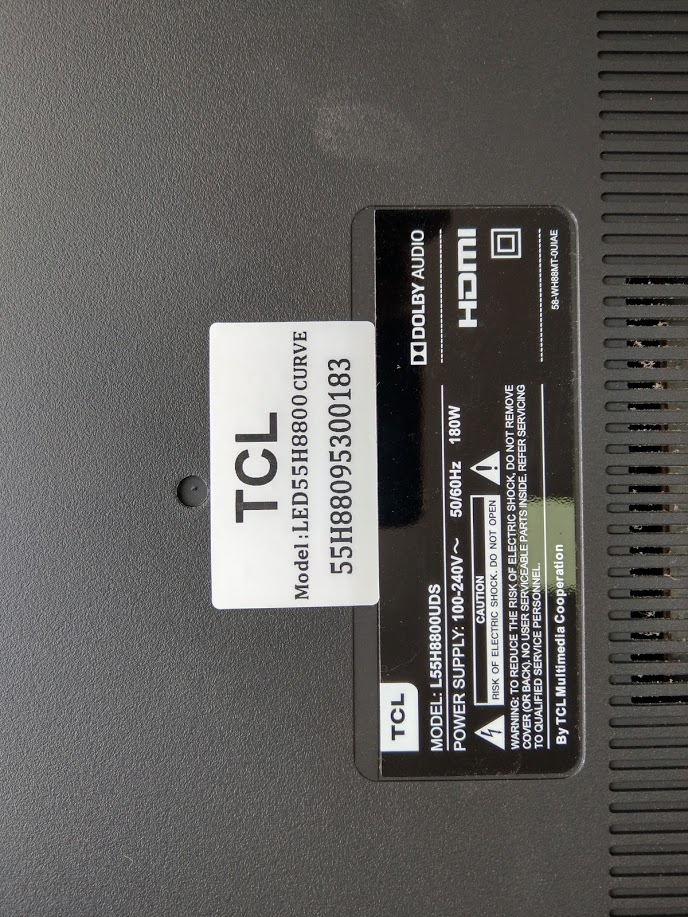 TCL
Model :LED55H8800 CURVE
55H88095300183
TCL
MODEL: L55H8800UDS
POWER SUPPLY: 100-240V～ 50/60Hz 180W
CAUTION
RISK OF ELECTRIC SHOCK. DO NOT OPEN
WARNING: TO REDUCE THE RISK OF ELECTRIC SHOCK, DO NOT REMOVE
COVER (OR BACK). NO USER SERVICEABLE PARTS INSIDE. REFER SERVICING
TO QUALIFIED SERVICE PERSONNEL.
By TCL Multimedia Cooperation
DOLBY AUDIO
HDMI
58-WH88MT-0UIAE